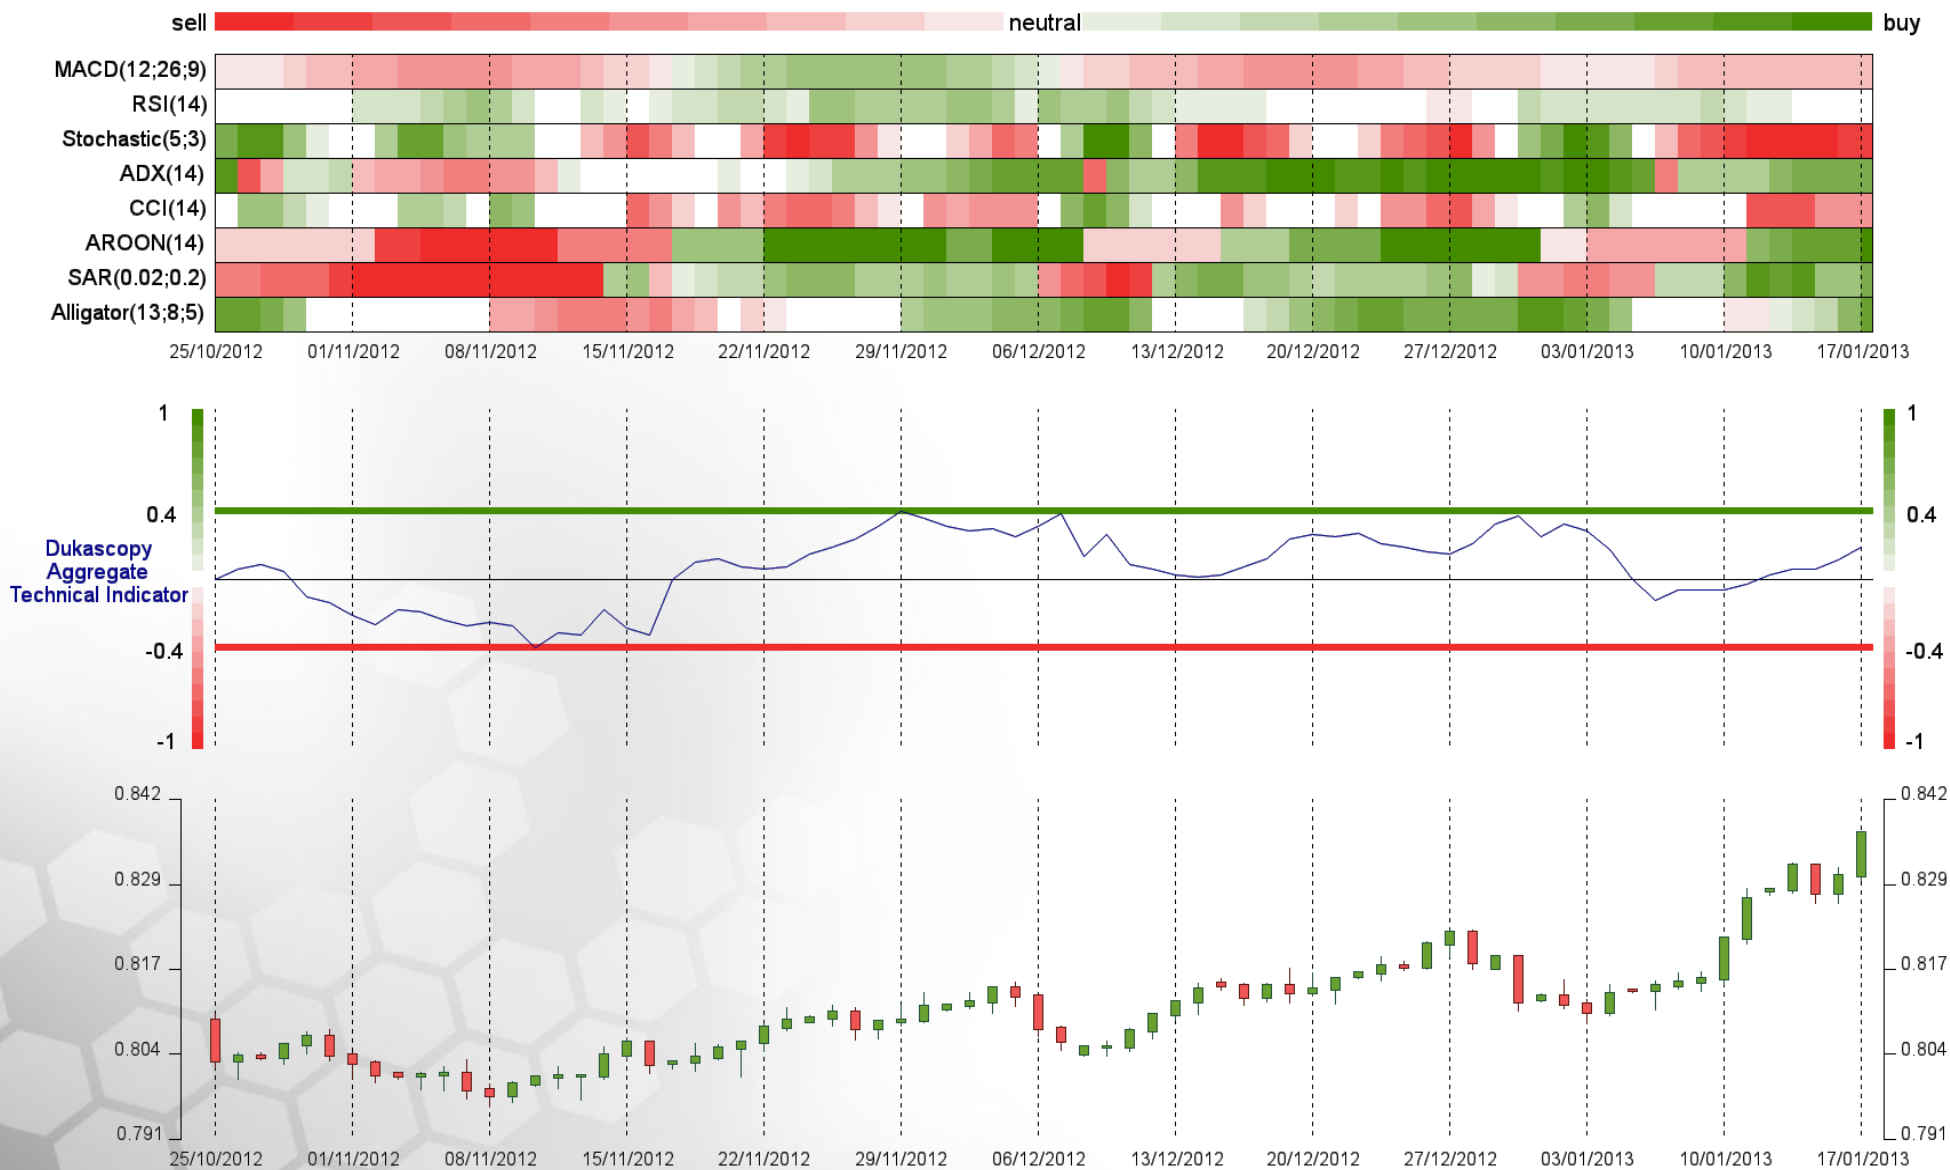 sell neutral buy
MACD(12;26;9)
RSI(14)
Stochastic(5;3)
ADX(14)
CCI(14)
AROON(14)
SAR(0.02;0.2)
Alligator(13;8;5)
25/10/2012 01/11/2012 08/11/2012 15/11/2012 22/11/2012 29/11/2012 06/12/2012 13/12/2012 20/12/2012 27/12/2012 03/01/2013 10/01/2013 17/01/2013
1 1
0.4 0.4
Dukascopy
Aggregate
Technical Indicator
-0.4 -0.4
-1 -1
0.842 0.842
0.829 0.829
0.817 0.817
0.804 0.804
0.791 0.791
25/10/2012 01/11/2012 08/11/2012 15/11/2012 22/11/2012 29/11/2012 06/12/2012 13/12/2012 20/12/2012 27/12/2012 03/01/2013 10/01/2013 17/01/2013